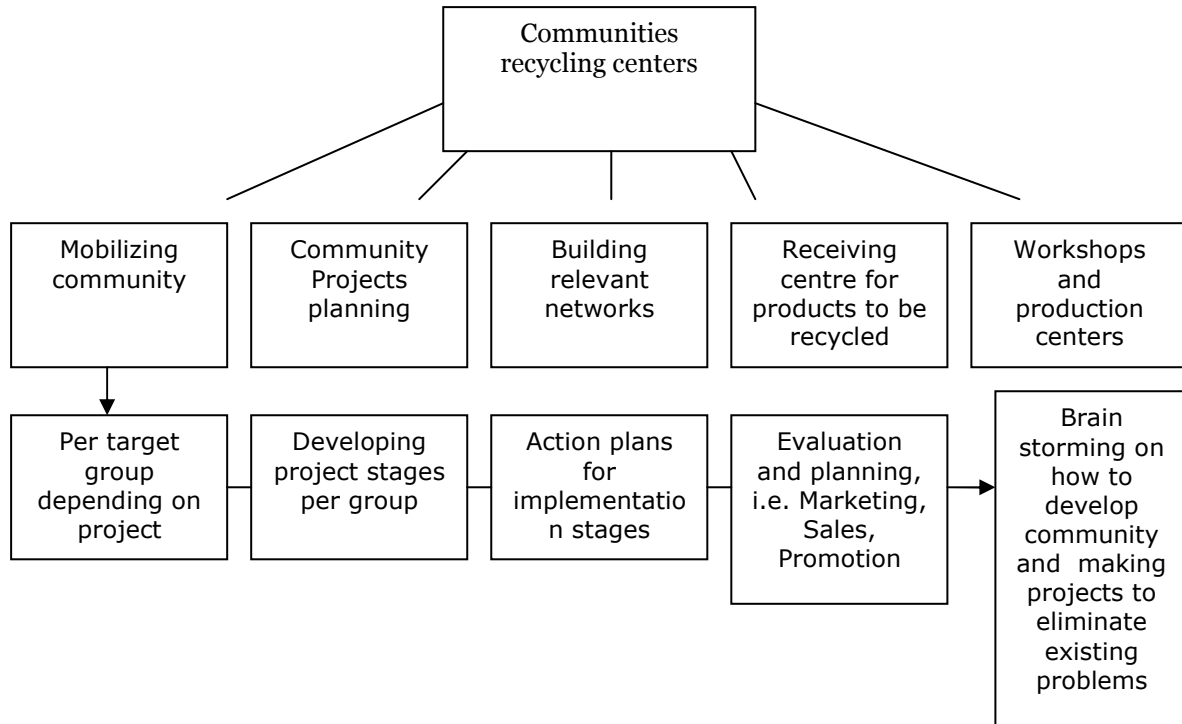 Communities
recycling centers
Mobilizing
community
Community
Projects
planning
Building
relevant
networks
Receiving
centre for
products to be
recycled
Workshops
and
production
centers
Per target
group
depending on
project
Developing
project stages
per group
Action plans
for
implementatio
n stages
Evaluation
and planning,
i.e. Marketing,
Sales,
Promotion
Brain
storming on
how to
develop
community
and making
projects to
eliminate
existing
problems